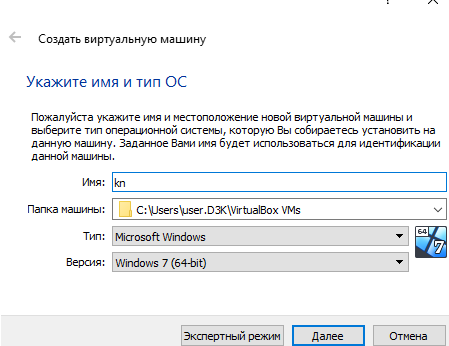 Создать виртуальную машину
Укажите имя и тип ОС
Пожалуйста укажите имя и местоположение новой виртуальной машины и
выберите тип операционной системы, которую Вы собираетесь установить на
данную машину. Заданное Вами имя будет использоваться для идентификации
данной машины.
Имя: kn
Папка машины: C:\Users\user.D3K\VirtualBox VMs
Тип: Microsoft Windows
64
7
Версия: Windows 7 (64-bit)
Экспертный режим Далее Отмена